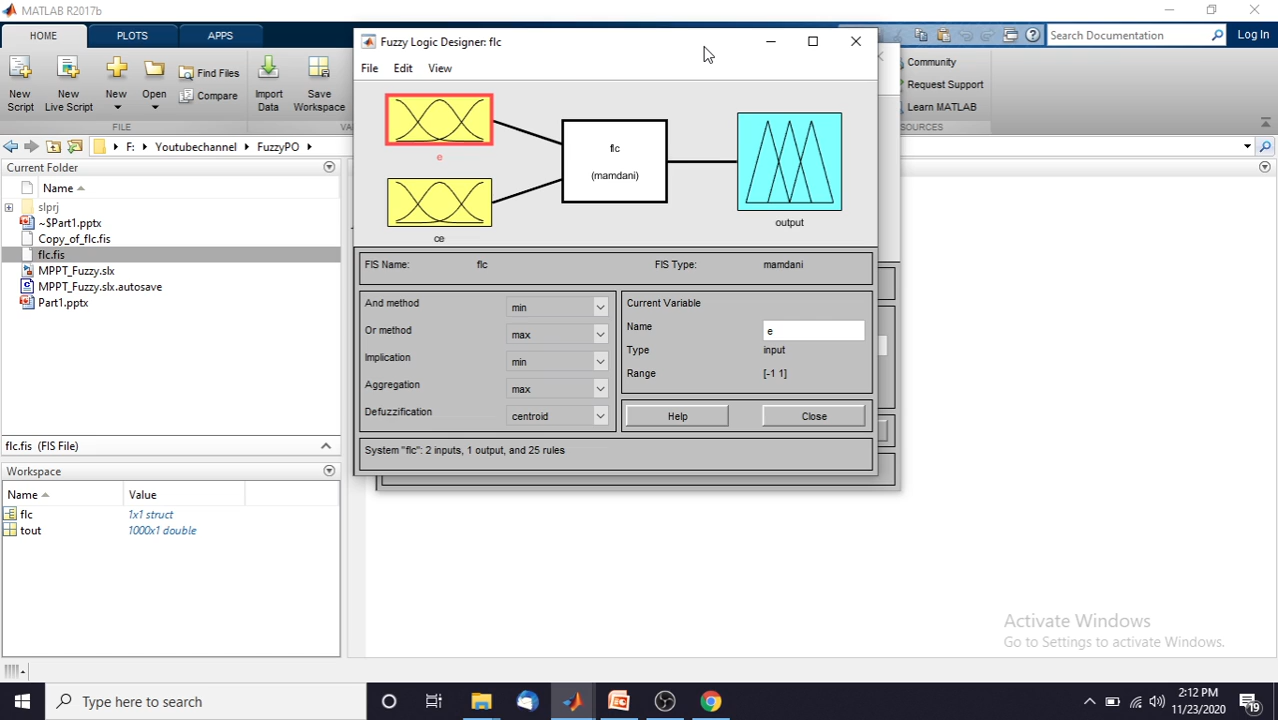 MATLAB R2017b
HOME
PLOTS
APPS
Search Documentation
Log In
New Script
New Live Script
New
Open
Find Files
Compare
Import Data
Save Workspace
Community
Request Support
Learn MATLAB
FILE
VA
SOURCES
F: Youtubechannel FuzzyPO
Current Folder
Name
slprj
~$Part1.pptx
Copy_of_flc.fis
flc.fis
MPPT_Fuzzy.slx
MPPT_Fuzzy.slx.autosave
Part1.pptx
flc.fis (FIS File)
Workspace
Name Value
flc 1x1 struct
tout 1000x1 double
Fuzzy Logic Designer: flc
File Edit View
e
ce
flc
(mamdani)
output
FIS Name: flc FIS Type: mamdani
And method min
Or method max
Implication min
Aggregation max
Defuzzification centroid
Current Variable
Name e
Type input
Range [-1 1]
Help Close
System "flc": 2 inputs, 1 output, and 25 rules
Activate Windows
Go to Settings to activate Windows.
Type here to search
2:12 PM
11/23/2020
19